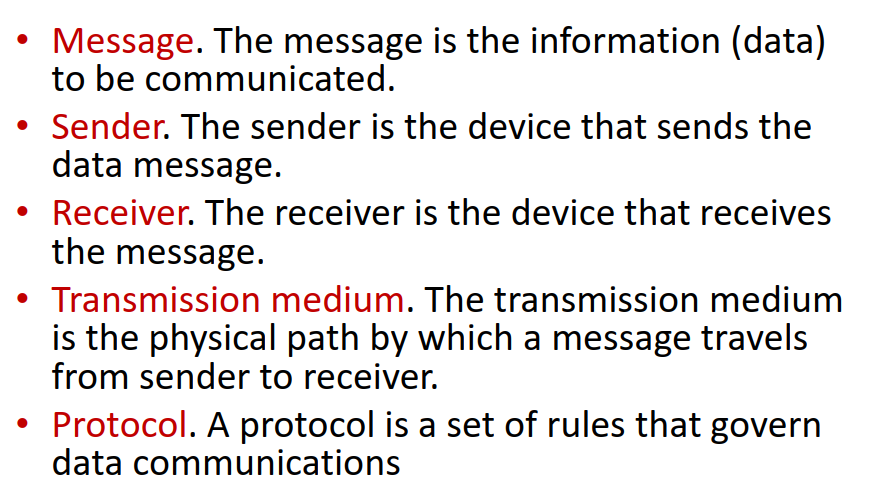 • Message. The message is the information (data)
to be communicated.
• Sender. The sender is the device that sends the
data message.
• Receiver. The receiver is the device that receives
the message.
• Transmission medium. The transmission medium
is the physical path by which a message travels
from sender to receiver.
• Protocol. A protocol is a set of rules that govern
data communications